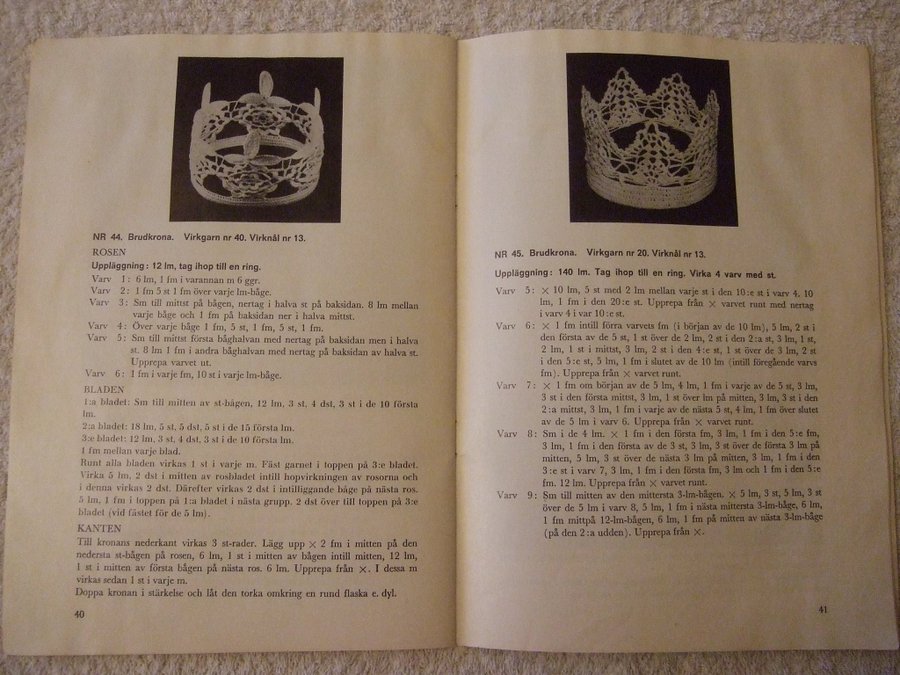 NR 44. Brudkrona. Virkgarn nr 40. Virknål nr 13.
ROSEN
Uppläggning: 12 lm, tag ihop till en ring.
Varv 1: 6 lm, 1 fm i varannan m 6 ggr.
Varv 2: 1 fm 5 st 1 fm över varje lm-båge.
Varv 3: Sm till mittst på bågen, nertag i halva st på baksidan. 8 lm mellan
varje båge och 1 fm på baksidan ner i halva mittst.
Varv 4: Över varje båge 1 fm, 5 st, 1 fm, 5 st, 1 fm.
Varv 5: Sm till mittst första båghalvan med nertag på baksidan men i halva
st. 8 lm 1 fm i andra båghalvan med nertag på baksidan av halva st.
Upprepa varvet ut.
Varv 6: 1 fm i varje fm, 10 st i varje lm-båge.
BLADEN
1:a bladet: Sm till mitten av st-bågen, 12 lm, 3 st, 4 dst, 3 st i de 10 första
lm.
2:a bladet: 18 lm, 5 st, 5 dst, 5 st i de 15 första lm.
3:e bladet: 12 lm, 3 st, 4 dst, 3 st i de 10 första lm.
1 fm mellan varje blad.
Runt alla bladen virkas 1 st i varje m. Fäst garnet i toppen på 3:e bladet.
Virka 5 lm, 2 dst i mitten av rosbladet intill hopvirkningen av rosorna och
i denna virkas 2 dst. Därefter virkas 2 dst i intilliggande båge på nästa ros.
5 lm, 1 fm i toppen på 1:a bladet i nästa grupp. 2 dst över till toppen på 3:e
bladet (vid fästet för de 5 lm).
KANTEN
Till kronans nederkant virkas 3 st-rader. Lägg upp × 2 fm i mitten på den
nedersta st-bågen på rosen, 6 lm, 1 st i mitten av bågen intill mitten, 12 lm,
1 st i mitten av första bågen på nästa ros. 6 lm. Upprepa från ×. I dessa m
virkas sedan 1 st i varje m.
Doppa kronan i stärkelse och låt den torka omkring en rund flaska e. dyl.
40
NR 45. Brudkrona. Virkgarn nr 20. Virknål nr 13.
Uppläggning: 140 lm. Tag ihop till en ring. Virka 4 varv med st.
Varv 5: × 10 lm, 5 st med 2 lm mellan varje st i den 10:e st i varv 4, 10
lm, 1 fm i den 20:e st. Upprepa från × varvet runt med nertag
i varv 4 i var 10:e st.
Varv 6: × 1 fm intill förra varvets fm (i början av de 10 lm), 5 lm, 2 st i
den första av de 5 st, 1 st över de 2 lm, 2 st i den 2:a st, 3 lm, 1 st,
2 lm, 1 st i mittst, 3 lm, 2 st i den 4:e st, 1 st över de 3 lm, 2 st
i den 5:e st, 5 lm, 1 fm i slutet av de 10 lm (intill föregående varvs
fm). Upprepa från × varvet runt.
Varv 7: × 1 fm om början av de 5 lm, 4 lm, 1 fm i varje av de 5 st, 3 lm,
3 st i den första mittst, 3 lm, 1 st över lm på mitten, 3 lm, 3 st i den
2:a mittst, 3 lm, 1 fm i varje av de nästa 5 st, 4 lm, 1 fm över slutet
av de 5 lm i varv 6. Upprepa från × varvet runt.
Varv 8: Sm i de 4 lm. × 1 fm i den första fm, 3 lm, 1 fm i den 5:e fm,
3 lm, 1 fm i den första av de 3 st, 3 lm, 3 st över de första 3 lm på
mitten, 5 lm, 3 st över de nästa 3 lm på mitten, 3 lm, 1 fm i den
3:e st i varv 7, 3 lm, 1 fm i den första fm, 3 lm och 1 fm i den 5:e
fm. 12 lm. Upprepa från × varvet runt.
Varv 9: Sm till mitten av den mittersta 3-lm-bågen. × 5 lm, 3 st, 5 lm, 3 st
över de 5 lm i varv 8, 5 lm, 1 fm i nästa mittersta 3-lm-båge, 6 lm,
1 fm mittpå 12-lm-bågen, 6 lm, 1 fm på mitten av nästa 3-lm-båge
(på den 2:a udden). Upprepa från ×.
41